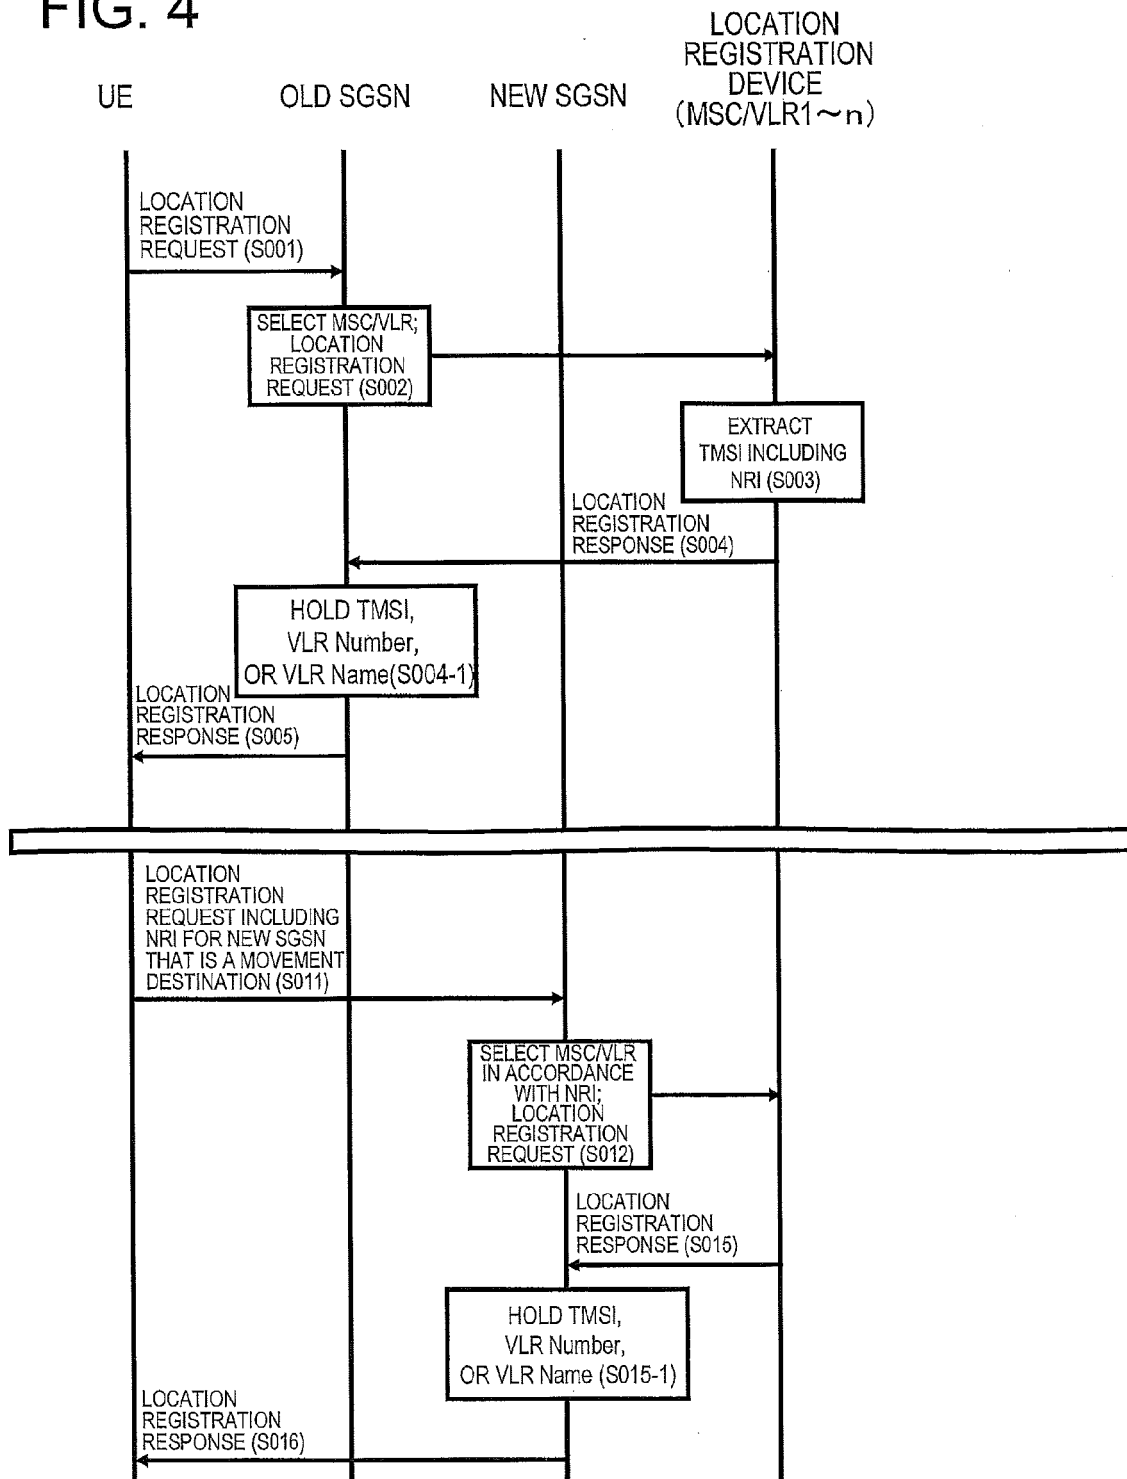 FIG. 4
UE
OLD SGSN
NEW SGSN
LOCATION
REGISTRATION
DEVICE
(MSC/VLR1~n)
LOCATION
REGISTRATION
REQUEST (S001)
SELECT MSC/VLR;
LOCATION
REGISTRATION
REQUEST (S002)
EXTRACT
TMSI INCLUDING
NRI (S003)
LOCATION
REGISTRATION
RESPONSE (S004)
HOLD TMSI,
VLR Number,
OR VLR Name(S004-1)
LOCATION
REGISTRATION
RESPONSE (S005)
LOCATION
REGISTRATION
REQUEST INCLUDING
NRI FOR NEW SGSN
THAT IS A MOVEMENT
DESTINATION (S011)
SELECT MSC/VLR
IN ACCORDANCE
WITH NRI;
LOCATION
REGISTRATION
REQUEST (S012)
LOCATION
REGISTRATION
RESPONSE (S015)
HOLD TMSI,
VLR Number,
OR VLR Name (S015-1)
LOCATION
REGISTRATION
RESPONSE (S016)